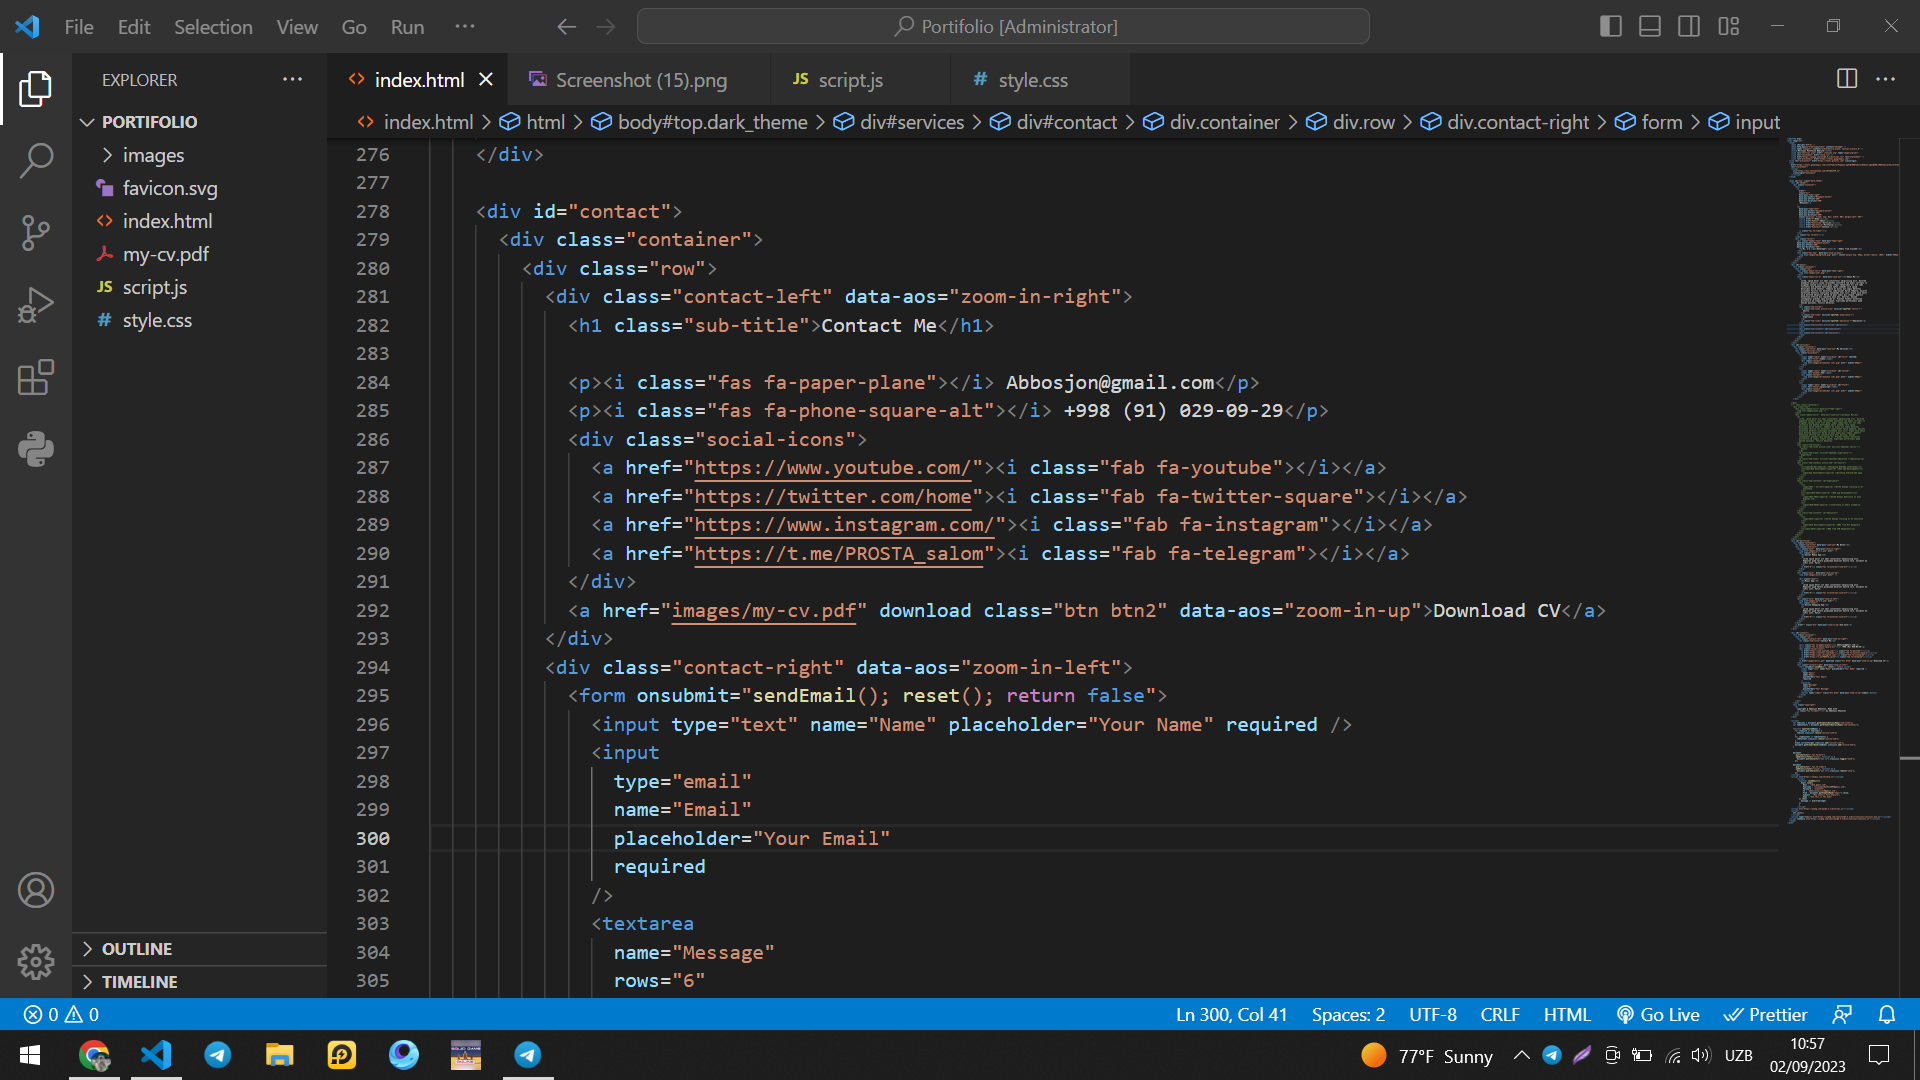 File Edit Selection View Go Run ··· Portifolio [Administrator]
EXPLORER ···
PORTIFOLIO
images
favicon.svg
index.html
my-cv.pdf
script.js
style.css
OUTLINE
TIMELINE
index.html Screenshot (15).png JS script.js # style.css
index.html > html > body#top.dark_theme > div#services > div#contact > div.container > div.row > div.contact-right > form > input
276 </div>
277
278 <div id="contact">
279 <div class="container">
280 <div class="row">
281 <div class="contact-left" data-aos="zoom-in-right">
282 <h1 class="sub-title">Contact Me</h1>
283
284 <p><i class="fas fa-paper-plane"></i> Abbosjon@gmail.com</p>
285 <p><i class="fas fa-phone-square-alt"></i> +998 (91) 029-09-29</p>
286 <div class="social-icons">
287 <a href="https://www.youtube.com/"><i class="fab fa-youtube"></i></a>
288 <a href="https://twitter.com/home"><i class="fab fa-twitter-square"></i></a>
289 <a href="https://www.instagram.com/"><i class="fab fa-instagram"></i></a>
290 <a href="https://t.me/PROSTA_salom"><i class="fab fa-telegram"></i></a>
291 </div>
292 <a href="images/my-cv.pdf" download class="btn btn2" data-aos="zoom-in-up">Download CV</a>
293 </div>
294 <div class="contact-right" data-aos="zoom-in-left">
295 <form onsubmit="sendEmail(); reset(); return false">
296 <input type="text" name="Name" placeholder="Your Name" required />
297 <input
298 type="email"
299 name="Email"
300 placeholder="Your Email"
301 required
302 />
303 <textarea
304 name="Message"
305 rows="6"
0 0 Ln 300, Col 41 Spaces: 2 UTF-8 CRLF HTML Go Live Prettier
77°F Sunny UZB 10:57
02/09/2023